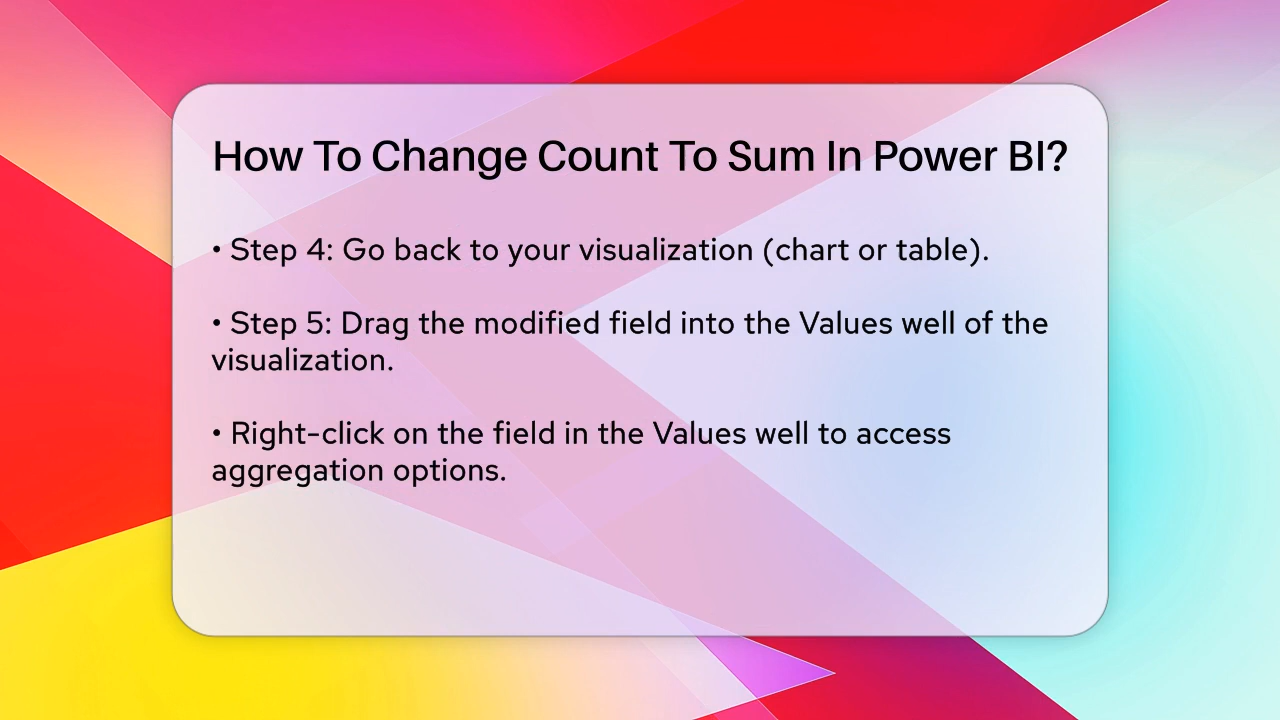 How To Change Count To Sum In Power BI?
• Step 4: Go back to your visualization (chart or table).
• Step 5: Drag the modified field into the Values well of the
visualization.
• Right-click on the field in the Values well to access
aggregation options.